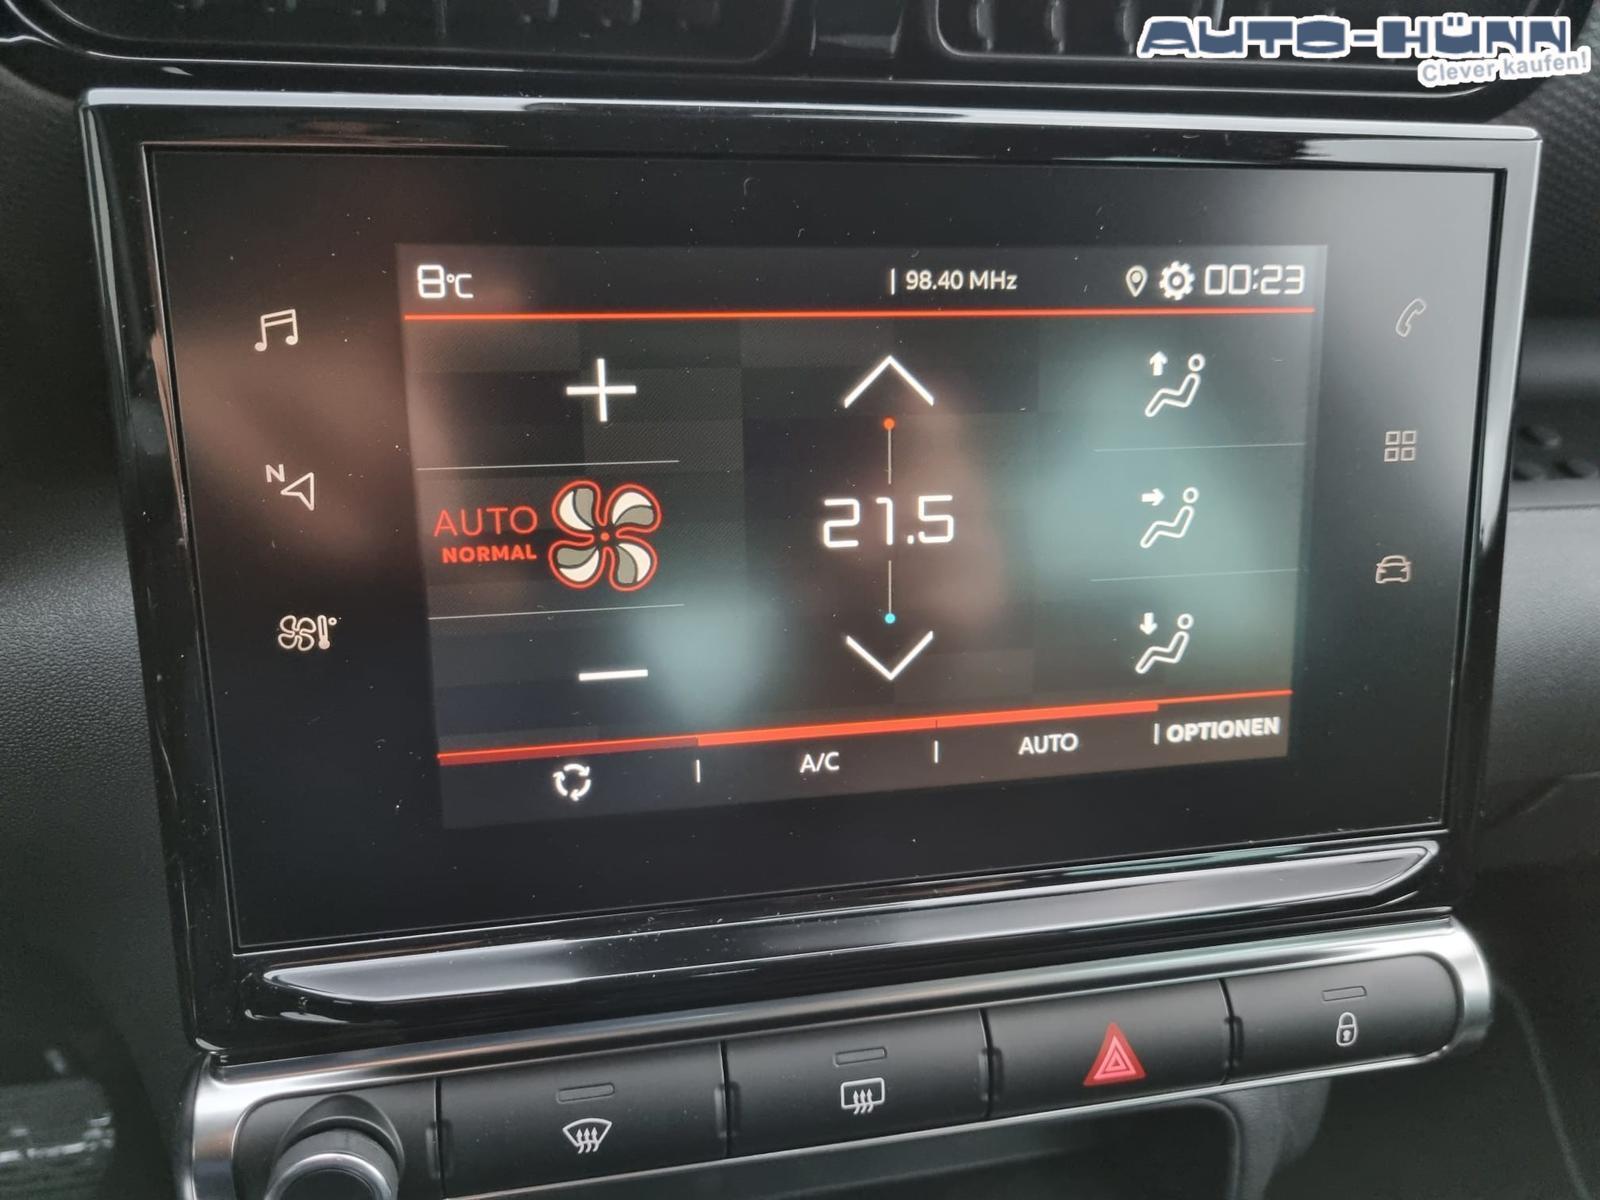 AUTO-HÜNN
Clever kaufen!
8°C
98.40 MHz
00:23
N
AUTO
NORMAL
21.5
A/C
AUTO
OPTIONEN